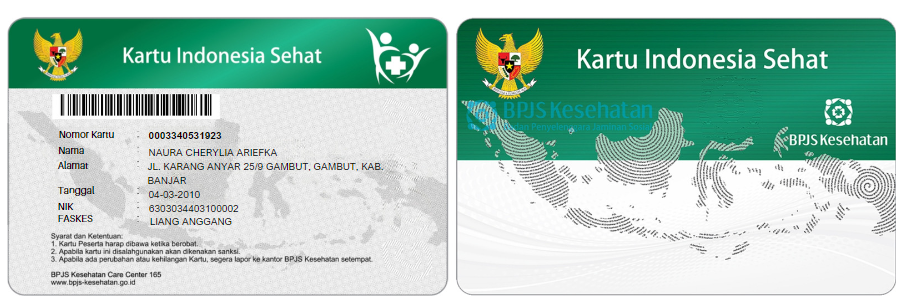 Kartu Indonesia Sehat
Nomor Kartu : 0003340531923
Nama : NAURA CHERYLIA ARIEFKA
Alamat : JL. KARANG ANYAR 25/9 GAMBUT, GAMBUT, KAB.
BANJAR
Tanggal : 04-03-2010
NIK : 6303034403100002
FASKES : LIANG ANGGANG
Syarat dan Ketentuan:
1. Kartu Peserta harap dibawa ketika berobat.
2. Apabila kartu ini disalahgunakan akan dikenakan sanksi.
3. Apabila ada perubahan atau kehilangan Kartu, segera lapor ke kantor BPJS Kesehatan setempat.
BPJS Kesehatan Care Center 165
www.bpjs-kesehatan.go.id
Kartu Indonesia Sehat
BPJS Kesehatan
BPJS Kesehatan